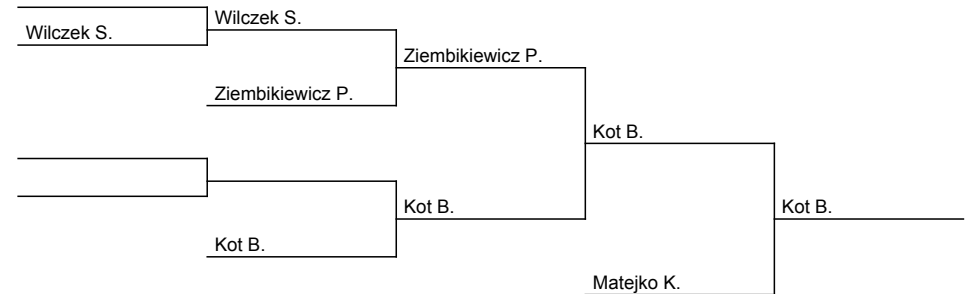 Wilczek S.
Wilczek S.
Ziembikiewicz P.
Ziembikiewicz P.
Kot B.
Kot B.
Kot B.
Kot B.
Matejko K.